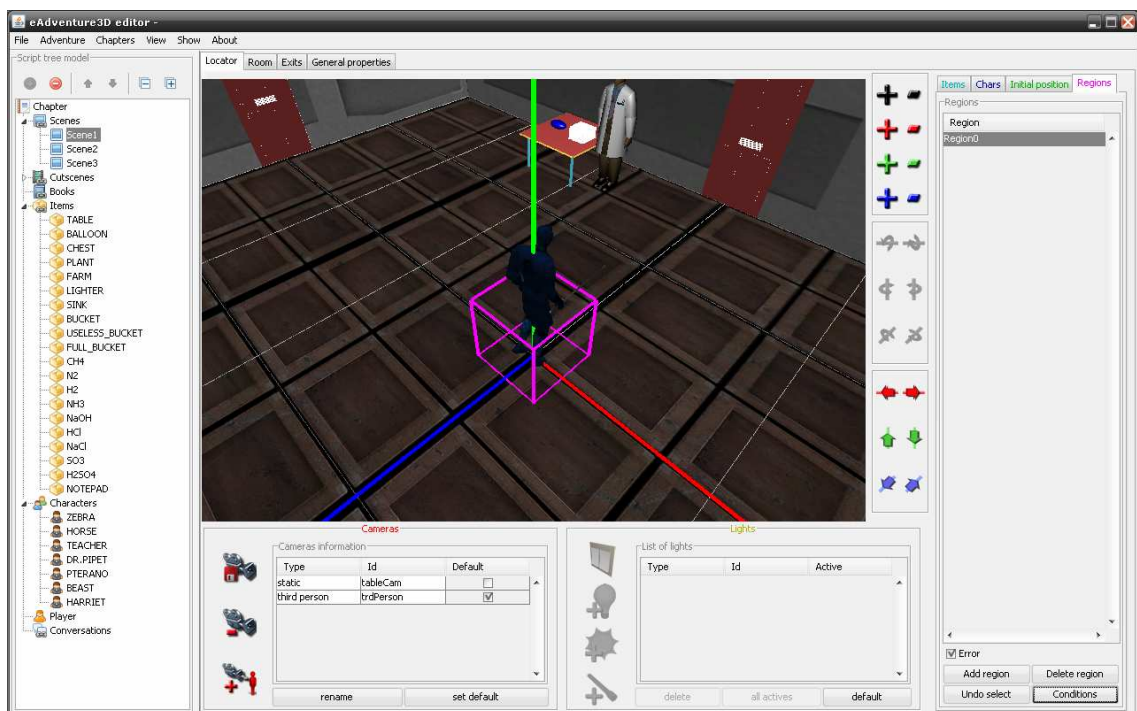 eAdventure3D editor -
File Adventure Chapters View Show About
Script tree model
Chapter
Scenes
Scene1
Scene2
Scene3
Cutscenes
Books
Items
TABLE
BALLOON
CHEST
PLANT
FARM
LIGHTER
SINK
BUCKET
USELESS_BUCKET
FULL_BUCKET
CH4
N2
H2
NH3
NaOH
HCl
NaCl
SO3
H2SO4
NOTEPAD
Characters
ZEBRA
HORSE
TEACHER
DR.PIPET
PTERANO
BEAST
HARRIET
Player
Conversations
Locator Room Exits General properties
Cameras
Cameras information
Type Id Default
static tableCam
third person trdPerson
rename set default
Lights
List of lights
Type Id Active
delete all actives default
Items Chars Initial position Regions
Regions
Region
Region0
Error
Add region Delete region
Undo select Conditions